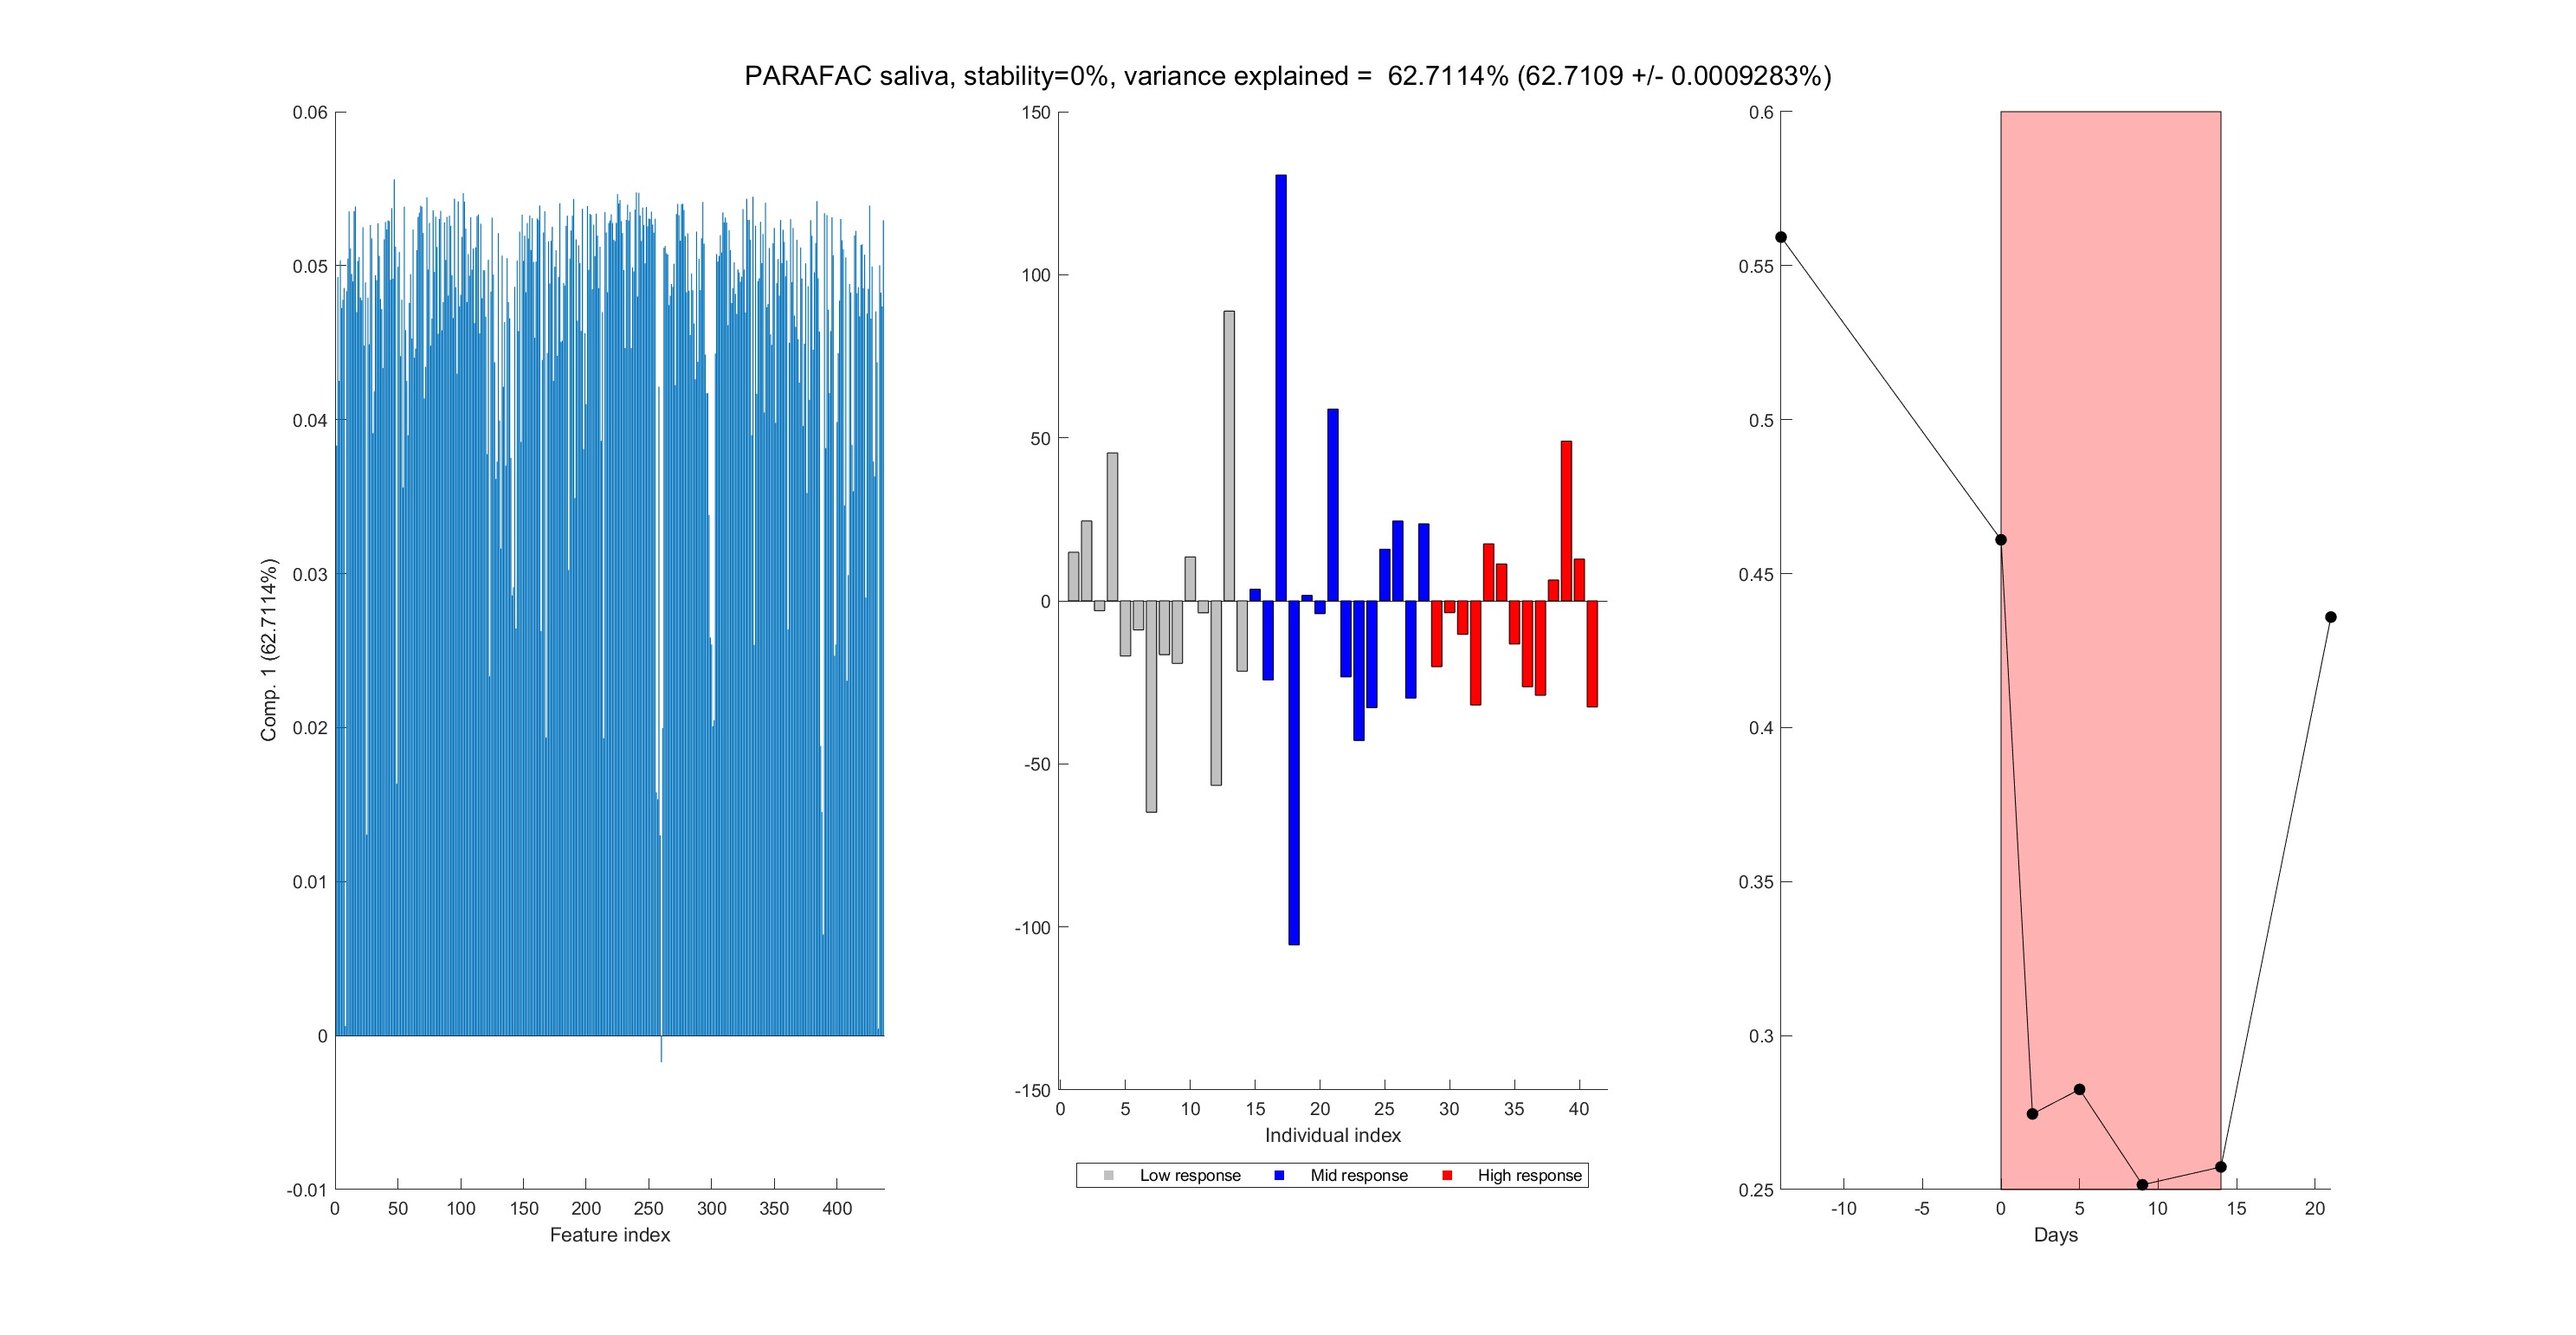 PARAFAC saliva, stability=0%, variance explained =  62.7114% (62.7109 +/- 0.0009283%)
Comp. 1 (62.7114%)
0.06
0.05
0.04
0.03
0.02
0.01
0
-0.01
0 50 100 150 200 250 300 350 400
Feature index
150
100
50
0
-50
-100
-150
0 5 10 15 20 25 30 35 40
Individual index
Low response Mid response High response
0.6
0.55
0.5
0.45
0.4
0.35
0.3
0.25
-10 -5 0 5 10 15 20
Days